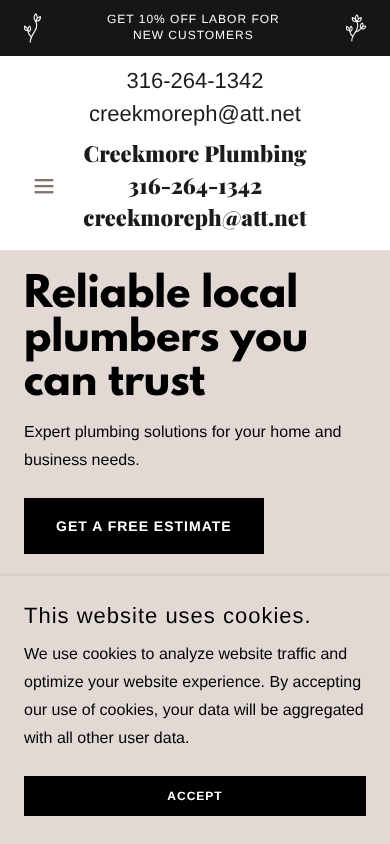 GET 10% OFF LABOR FOR
NEW CUSTOMERS
316-264-1342
creekmoreph@att.net
Creekmore Plumbing
316-264-1342
creekmoreph@att.net
Reliable local
plumbers you
can trust
Expert plumbing solutions for your home and
business needs.
GET A FREE ESTIMATE
This website uses cookies.
We use cookies to analyze website traffic and
optimize your website experience. By accepting
our use of cookies, your data will be aggregated
with all other user data.
ACCEPT